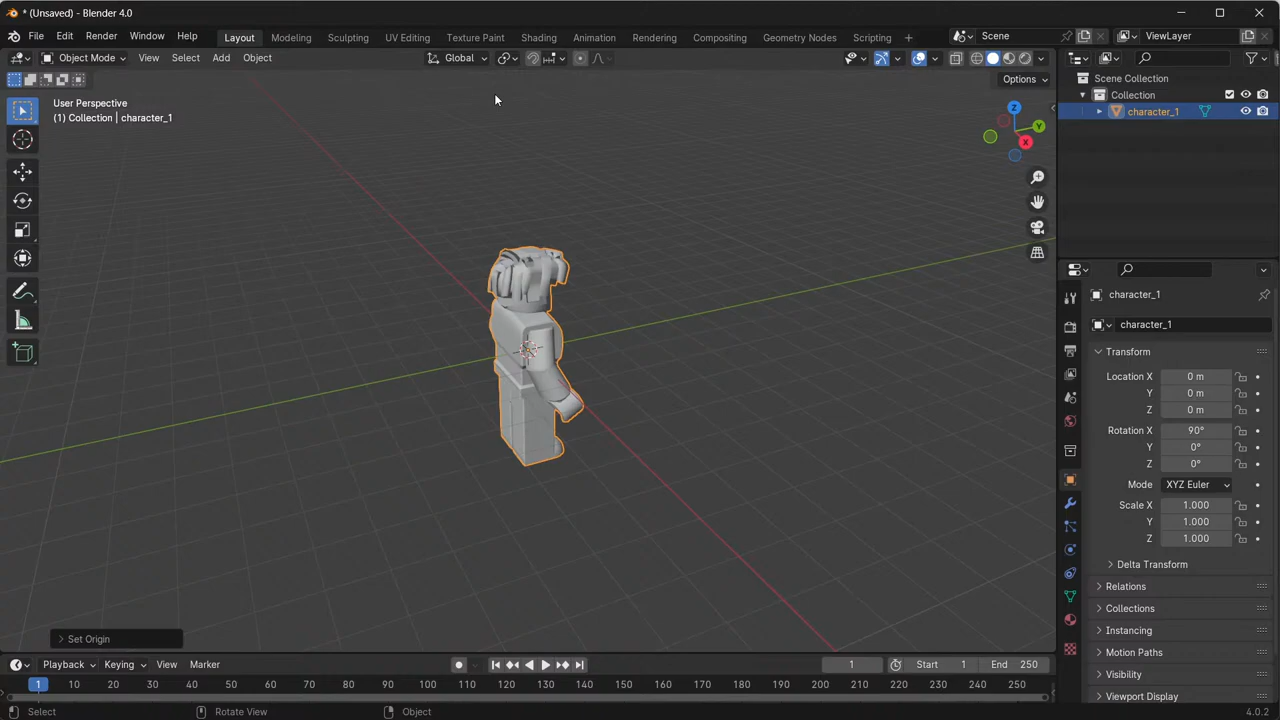 * (Unsaved) - Blender 4.0
File Edit Render Window Help
Layout Modeling Sculpting UV Editing Texture Paint Shading Animation Rendering Compositing Geometry Nodes Scripting +
Scene
ViewLayer
Object Mode View Select Add Object
Global
Options
User Perspective
(1) Collection | character_1
Z
Y
X
Scene Collection
Collection
character_1
character_1
character_1
Transform
Location X 0 m
Y 0 m
Z 0 m
Rotation X 90°
Y 0°
Z 0°
Mode XYZ Euler
Scale X 1.000
Y 1.000
Z 1.000
Delta Transform
Relations
Collections
Instancing
Motion Paths
Visibility
Viewport Display
Set Origin
Playback Keying View Marker
1
Start 1
End 250
1 10 20 30 40 50 60 70 80 90 100 110 120 130 140 150 160 170 180 190 200 210 220 230 240 250
Select
Rotate View
Object
4.0.2